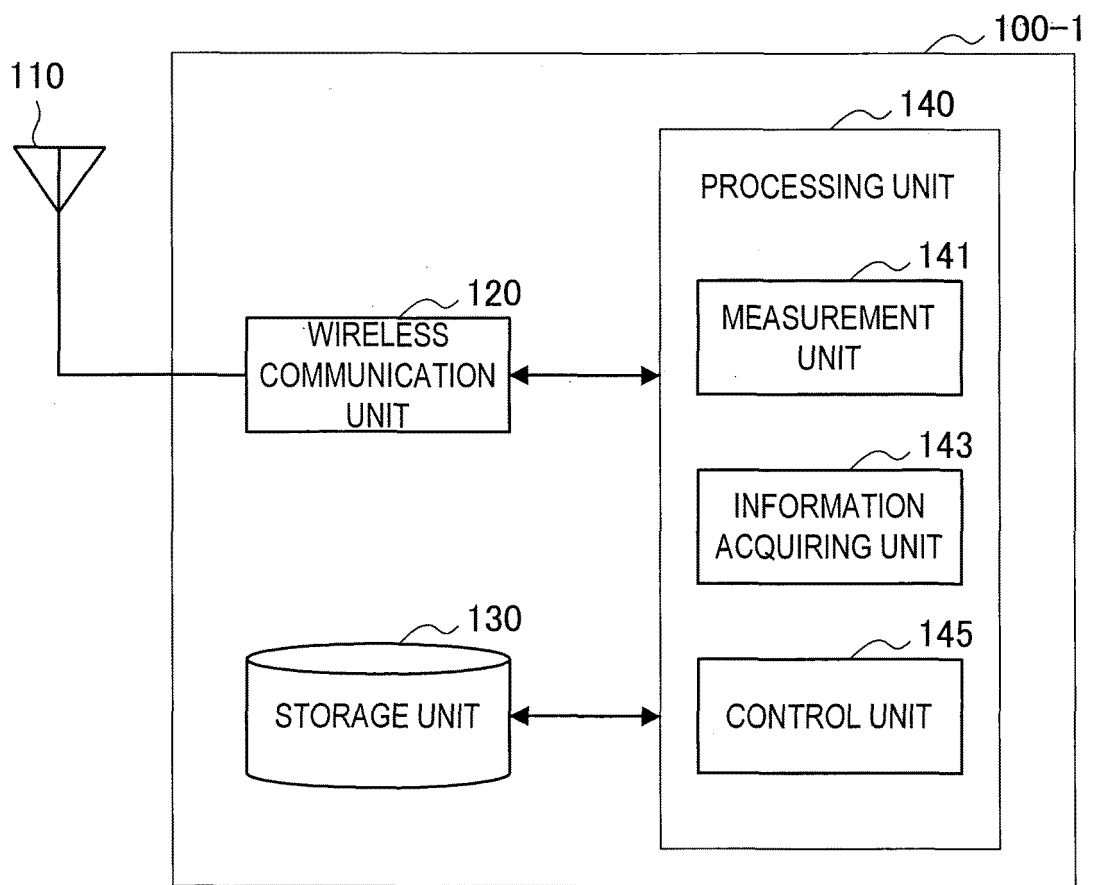 100-1
110
140
PROCESSING UNIT
141
MEASUREMENT
UNIT
120
WIRELESS
COMMUNICATION
UNIT
143
INFORMATION
ACQUIRING UNIT
130
STORAGE UNIT
145
CONTROL UNIT